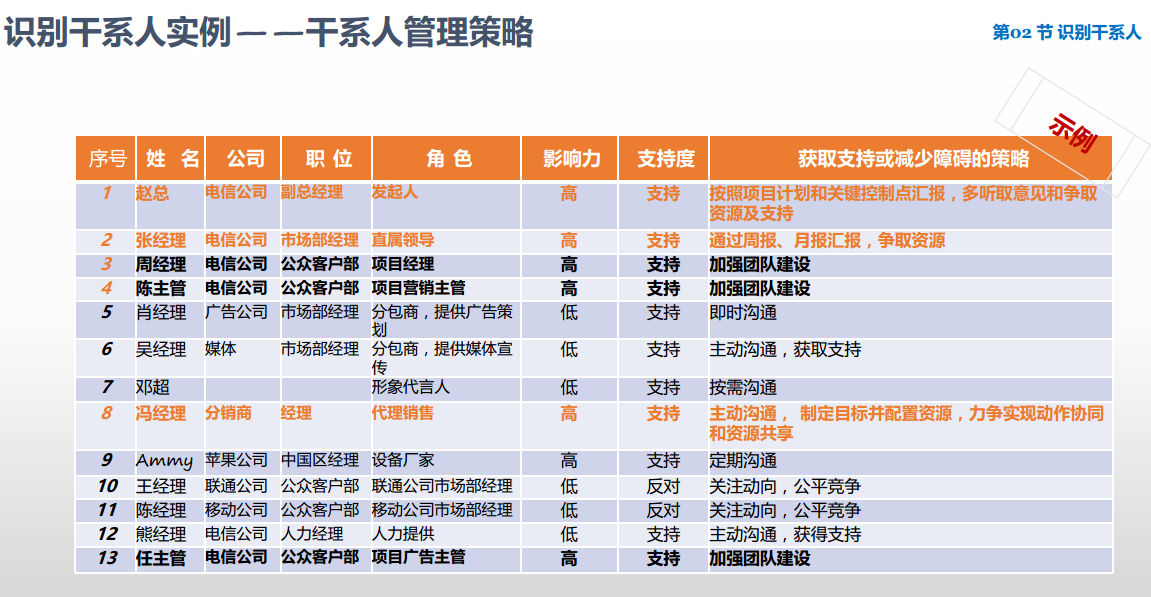 识别干系人实例——干系人管理策略
第02 节 识别干系人
示例
序号 姓 名 公司 职 位 角 色 影响力 支持度 获取支持或减少障碍的策略
1 赵总 电信公司 副总经理 发起人 高 支持 按照项目计划和关键控制点汇报，多听取意见和争取
资源及支持
2 张经理 电信公司 市场部经理 直属领导 高 支持 通过周报、月报汇报，争取资源
3 周经理 电信公司 公众客户部 项目经理 高 支持 加强团队建设
4 陈主管 电信公司 公众客户部 项目营销主管 高 支持 加强团队建设
5 肖经理 广告公司 市场部经理 分包商，提供广告策 低 支持 即时沟通
划
6 吴经理 媒体 市场部经理 分包商，提供媒体宣 低 支持 主动沟通，获取支持
传
7 邓超 形象代言人 低 支持 按需沟通
8 冯经理 分销商 经理 代理销售 高 支持 主动沟通， 制定目标并配置资源，力争实现动作协同
和资源共享
9 Ammy 苹果公司 中国区经理 设备厂家 高 支持 定期沟通
10 王经理 联通公司 公众客户部 联通公司市场部经理 低 反对 关注动向，公平竞争
11 陈经理 移动公司 公众客户部 移动公司市场部经理 低 反对 关注动向，公平竞争
12 熊经理 电信公司 人力经理 人力提供 低 支持 主动沟通，获得支持
13 任主管 电信公司 公众客户部 项目广告主管 高 支持 加强团队建设